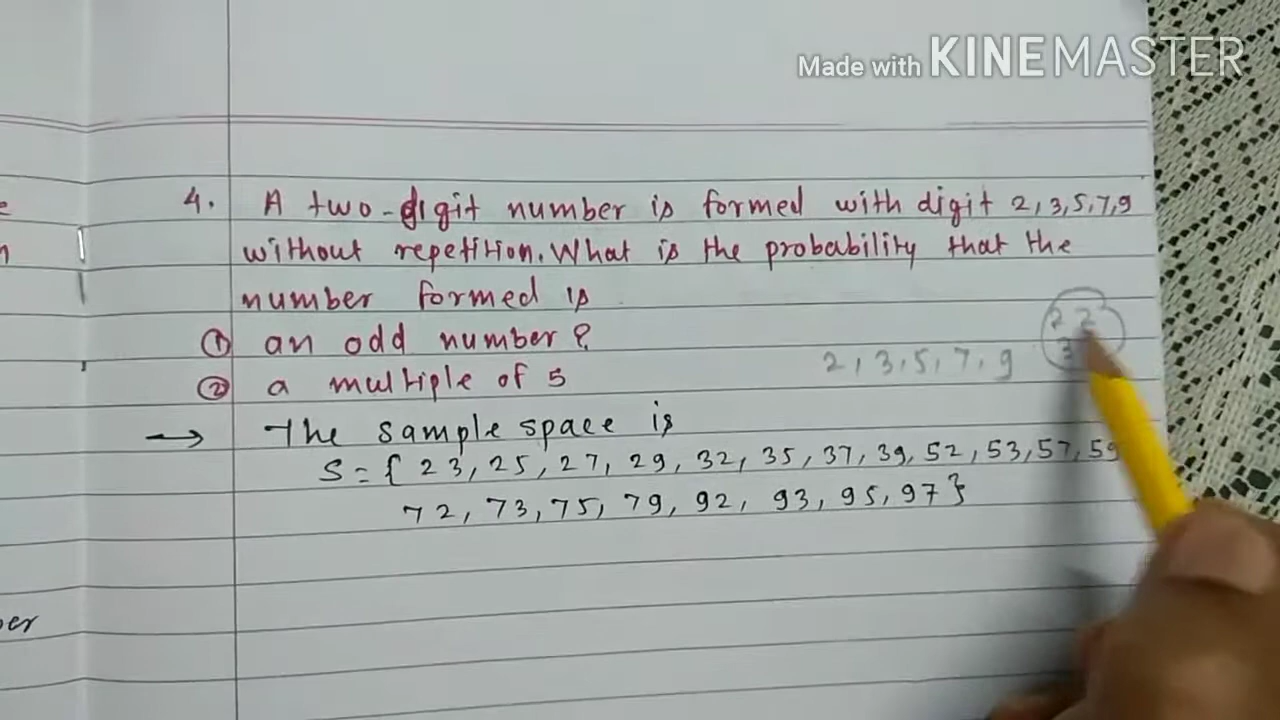 Made with KINEMASTER
4. A two-digit number is formed with digit 2,3,5,7,9
without repetition. What is the probability that the
number formed is
① an odd number?
② a multiple of 5
2,3,5,7,9
2 2
3
→ The sample space is
S = { 23, 25, 27, 29, 32, 35, 37, 39, 52, 53, 57, 59
72, 73, 75, 79, 92, 93, 95, 97 }